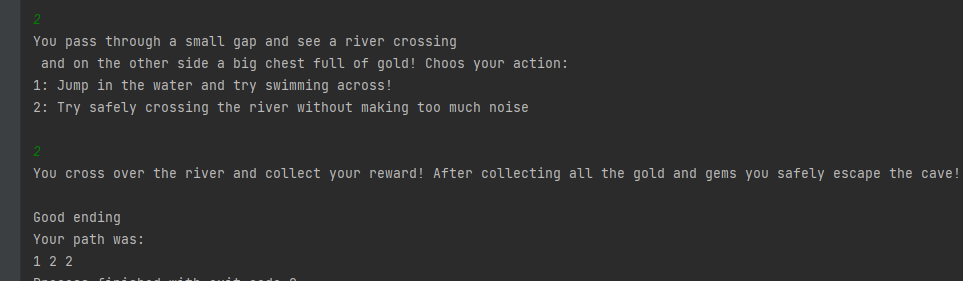 2
You pass through a small gap and see a river crossing
and on the other side a big chest full of gold! Choos your action:
1: Jump in the water and try swimming across!
2: Try safely crossing the river without making too much noise
2
You cross over the river and collect your reward! After collecting all the gold and gems you safely escape the cave!
Good ending
Your path was:
1 2 2
Process finished with exit code